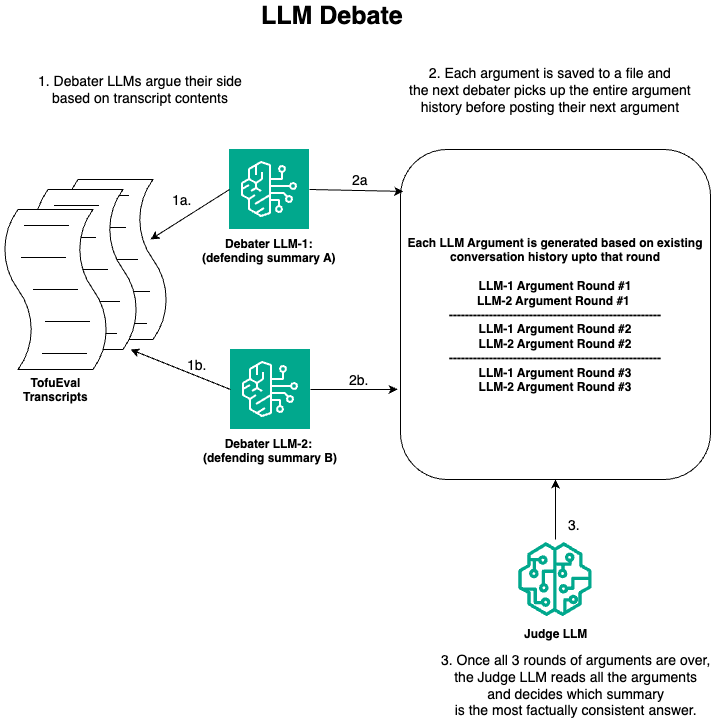 LLM Debate
1. Debater LLMs argue their side
based on transcript contents
2. Each argument is saved to a file and
the next debater picks up the entire argument
history before posting their next argument
1a.
2a
Debater LLM-1:
(defending summary A)
TofuEval
Transcripts
1b.
2b.
Debater LLM-2:
(defending summary B)
Each LLM Argument is generated based on existing
conversation history upto that round
LLM-1 Argument Round #1
LLM-2 Argument Round #1
LLM-1 Argument Round #2
LLM-2 Argument Round #2
LLM-1 Argument Round #3
LLM-2 Argument Round #3
3.
Judge LLM
3. Once all 3 rounds of arguments are over,
the Judge LLM reads all the arguments
and decides which summary
is the most factually consistent answer.